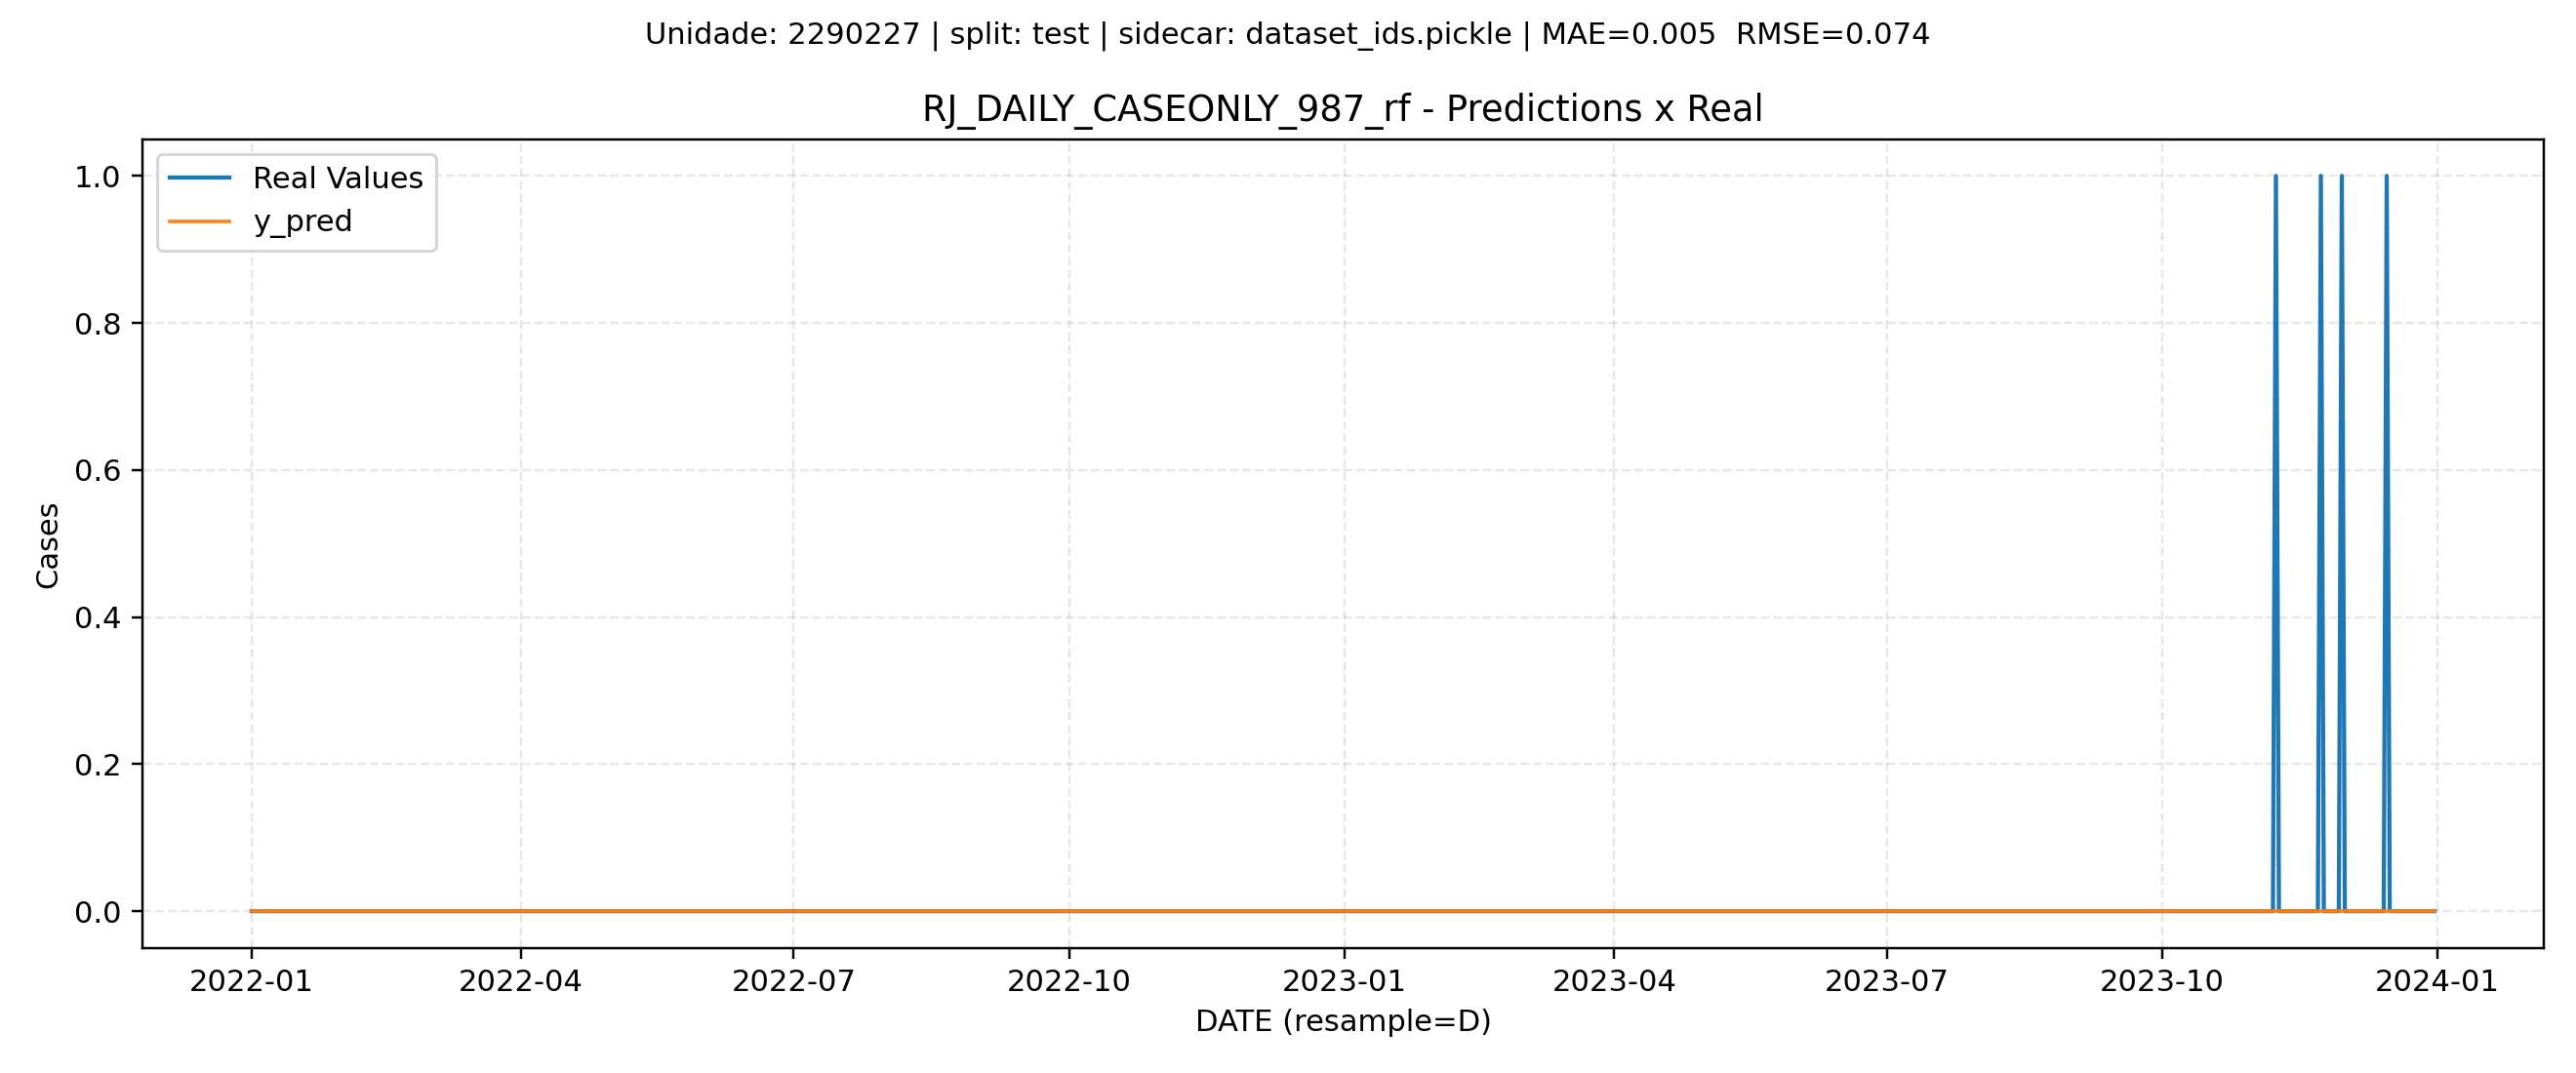 Unidade: 2290227 | split: test | sidecar: dataset_ids.pickle | MAE=0.005  RMSE=0.074
RJ_DAILY_CASEONLY_987_rf - Predictions x Real
Real Values
y_pred
1.0
0.8
0.6
0.4
0.2
0.0
Cases
2022-01 2022-04 2022-07 2022-10 2023-01 2023-04 2023-07 2023-10 2024-01
DATE (resample=D)